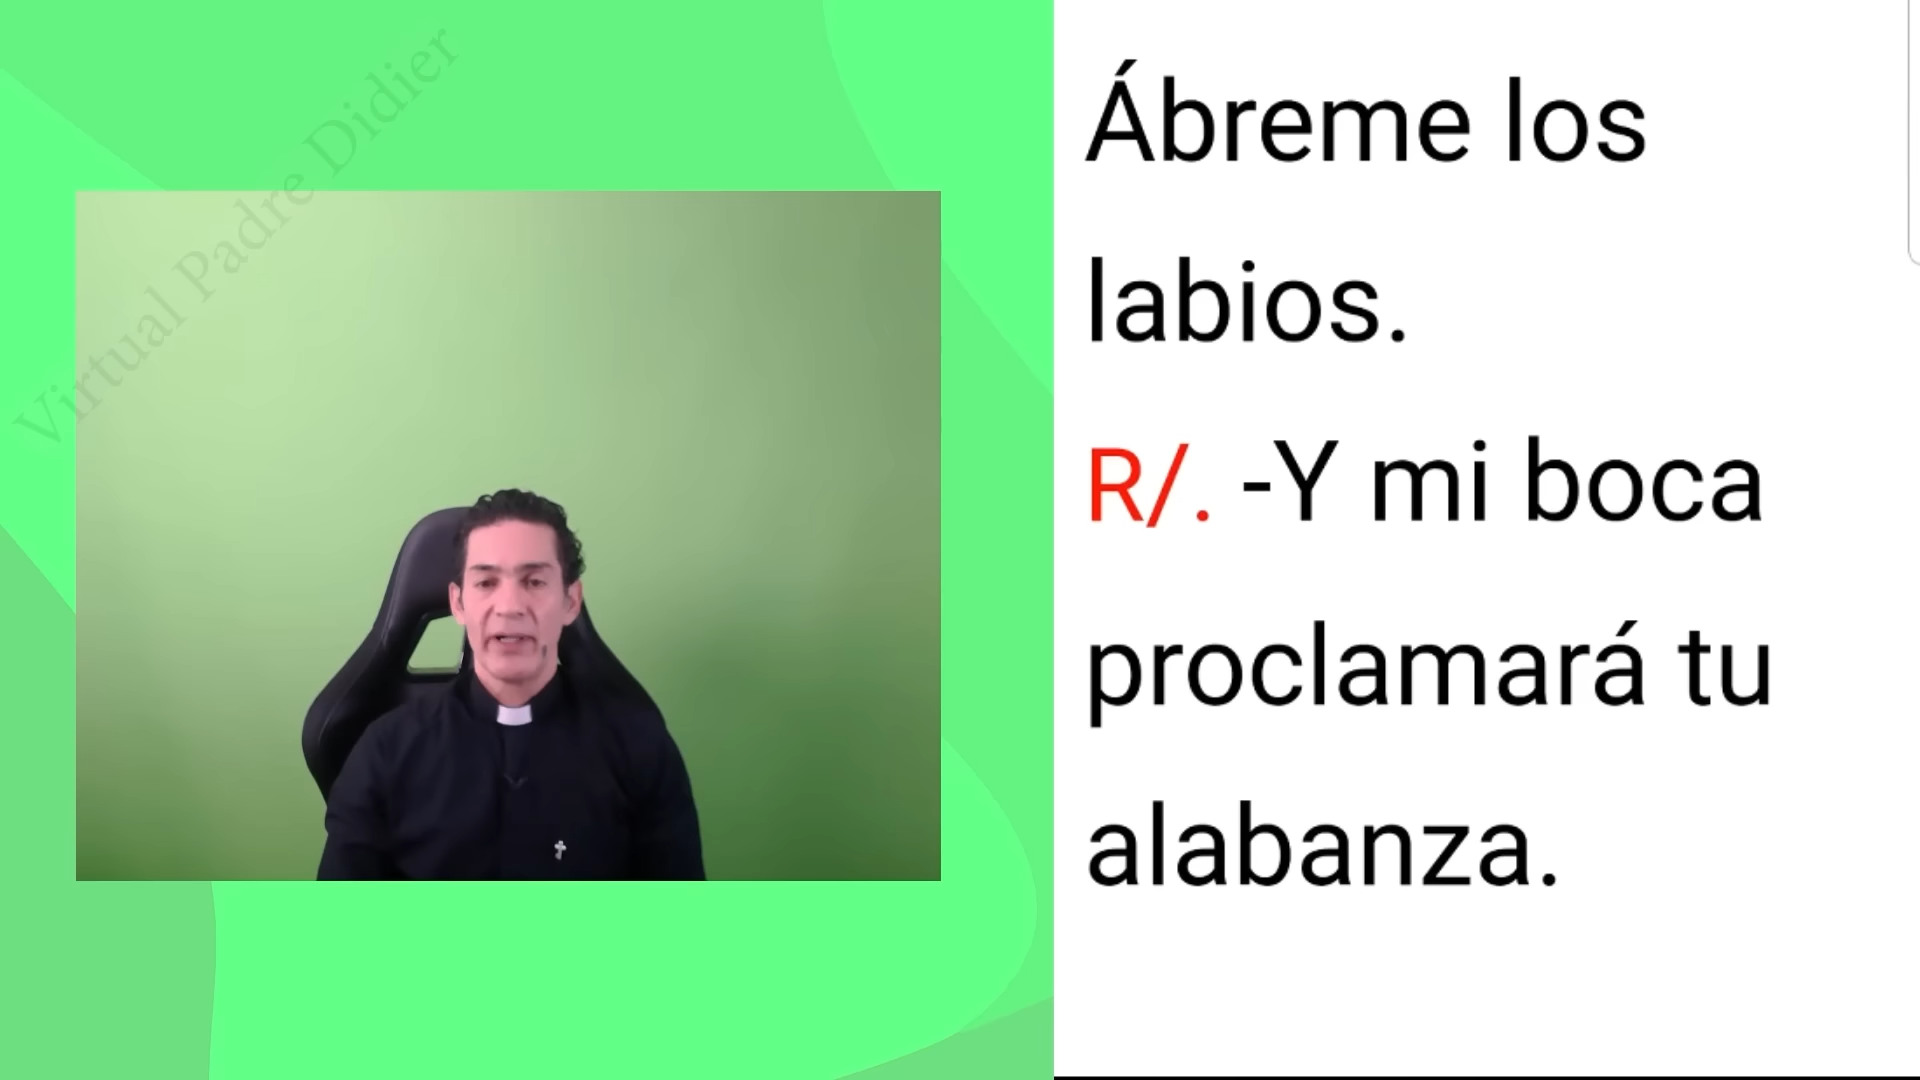 Virtual Padre Didier
Ábreme los
labios.
R/. -Y mi boca
proclamará tu
alabanza.